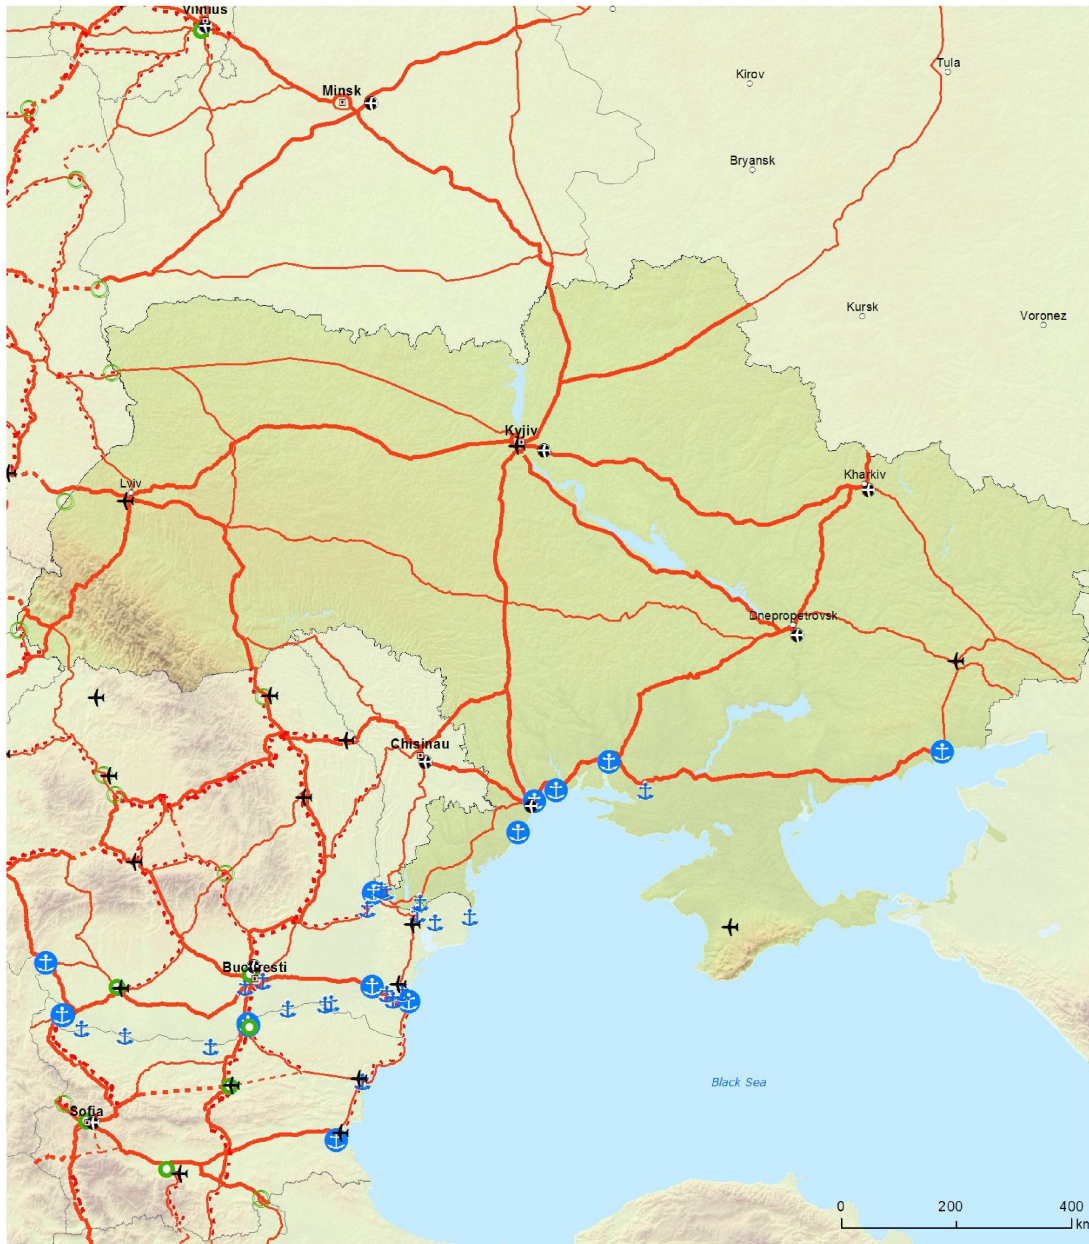 Vilnius
Tula
Kirov
Minsk
Bryansk
Kursk
Voronez
Kyjiv
Kharkiv
Lviv
Dnepropetrovsk
Chisinau
Bucuresti
Black Sea
Sofia
0 200 400
km